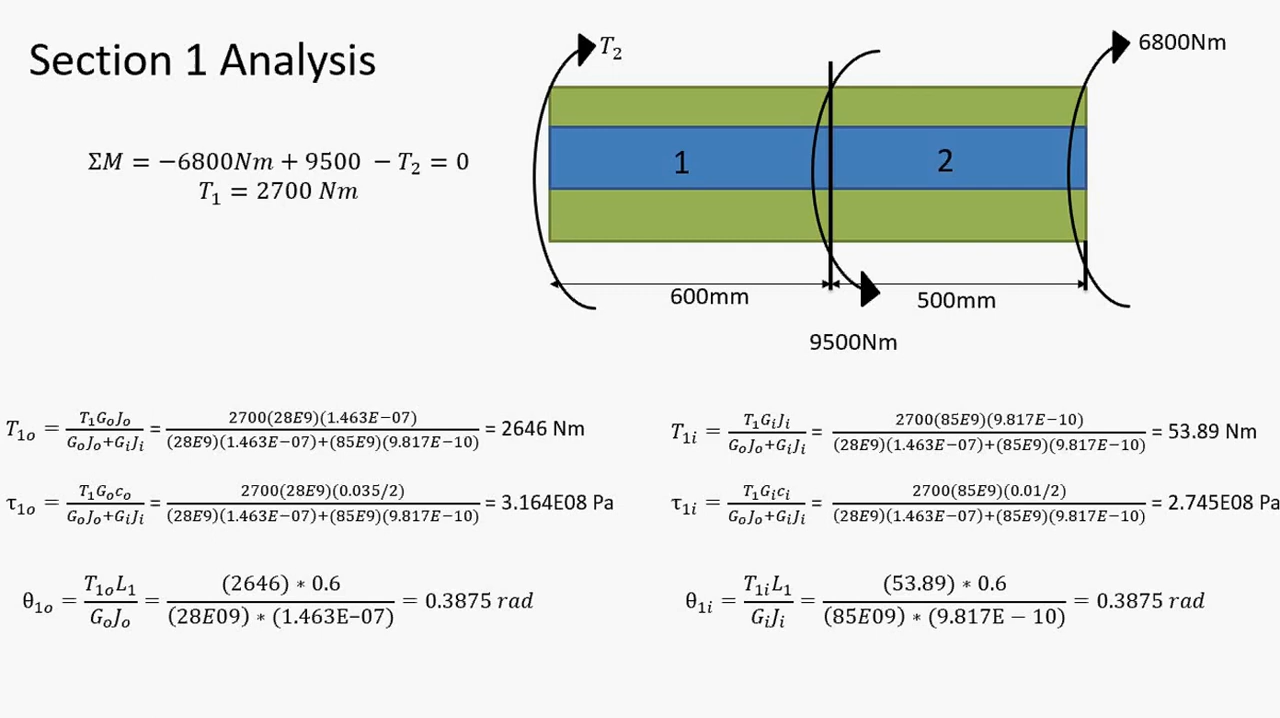 Section 1 Analysis
T₂
6800Nm
ΣM = −6800Nm + 9500 − T₂ = 0
T₁ = 2700 Nm
1
2
600mm
500mm
9500Nm
T₁ₒ = T₁GₒJₒ/(GₒJₒ+GᵢJᵢ) = 2700(28E9)(1.463E−07)/((28E9)(1.463E−07)+(85E9)(9.817E−10)) = 2646 Nm
T₁ᵢ = T₁GᵢJᵢ/(GₒJₒ+GᵢJᵢ) = 2700(85E9)(9.817E−10)/((28E9)(1.463E−07)+(85E9)(9.817E−10)) = 53.89 Nm
τ₁ₒ = T₁Gₒcₒ/(GₒJₒ+GᵢJᵢ) = 2700(28E9)(0.035/2)/((28E9)(1.463E−07)+(85E9)(9.817E−10)) = 3.164E08 Pa
τ₁ᵢ = T₁Gᵢcᵢ/(GₒJₒ+GᵢJᵢ) = 2700(85E9)(0.01/2)/((28E9)(1.463E−07)+(85E9)(9.817E−10)) = 2.745E08 Pa
θ₁ₒ = T₁ₒL₁/(GₒJₒ) = (2646) ∗ 0.6/((28E09) ∗ (1.463E−07)) = 0.3875 rad
θ₁ᵢ = T₁ᵢL₁/(GᵢJᵢ) = (53.89) ∗ 0.6/((85E09) ∗ (9.817E − 10)) = 0.3875 rad